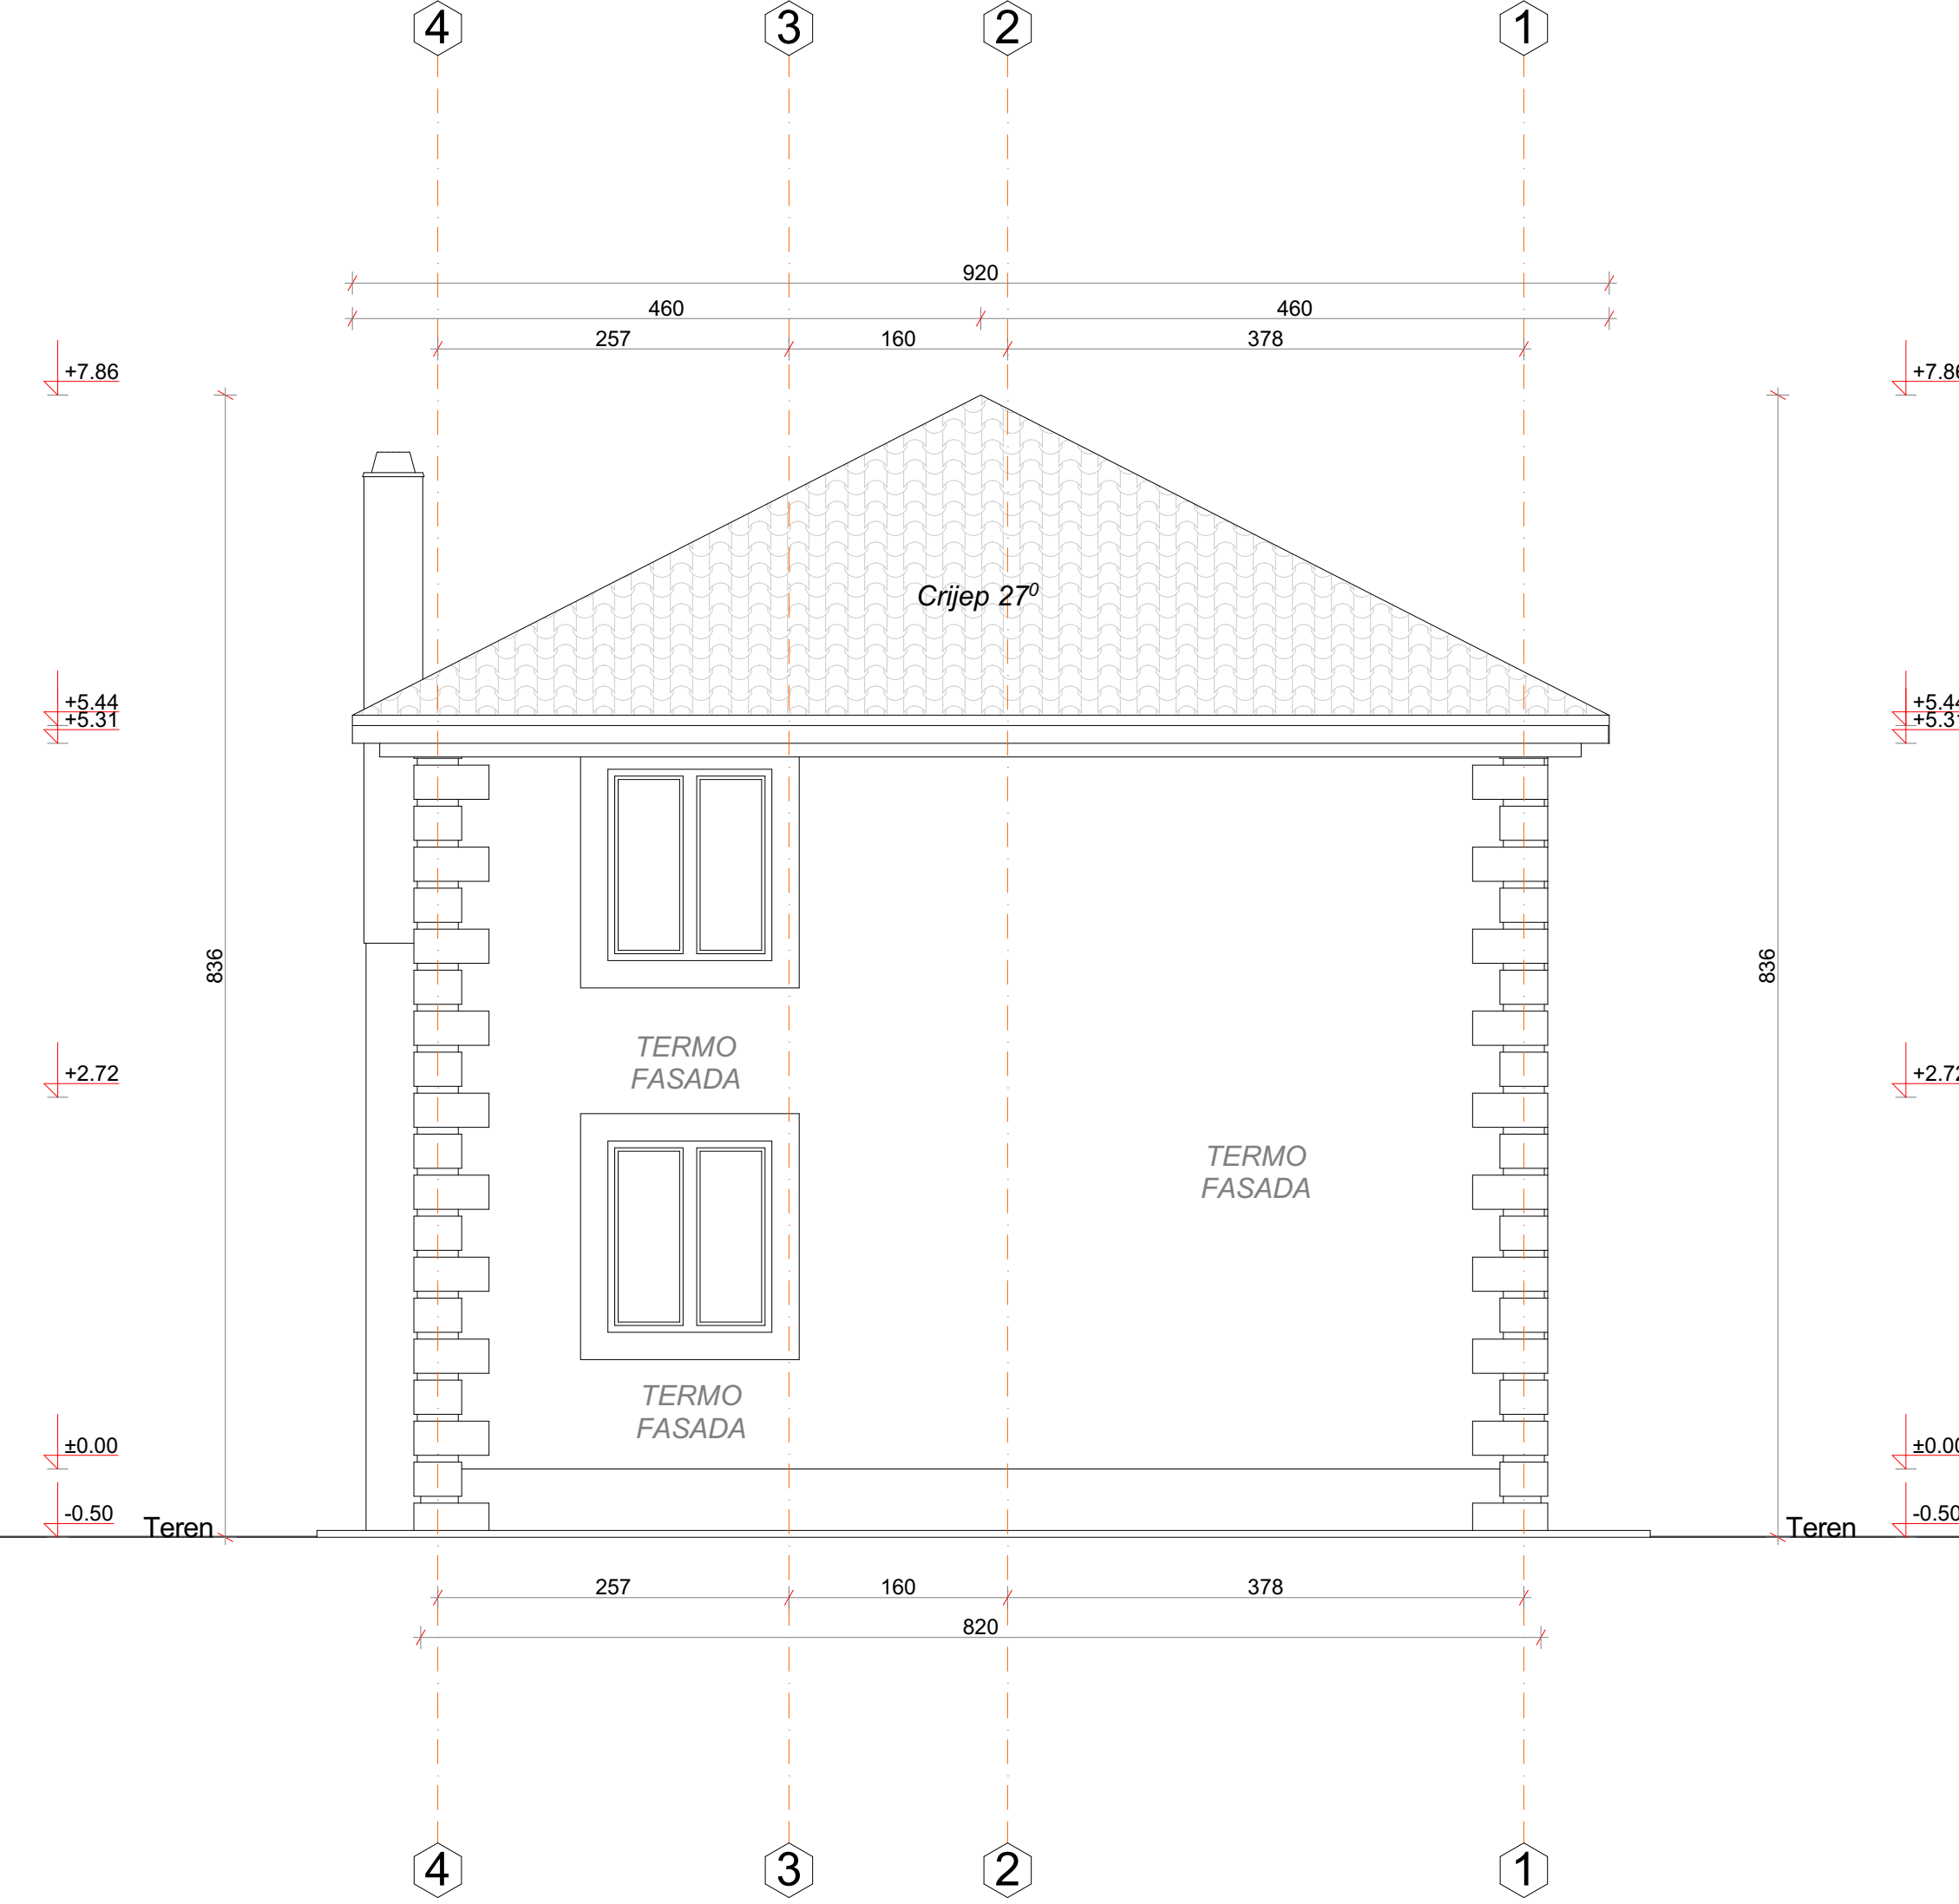 4 3 2 1
920
460 460
257 160 378
+7.86 +7.86
Crijep 27⁰
+5.44 +5.44
+5.31 +5.31
836 836
TERMO
FASADA
+2.72 +2.72
TERMO
FASADA
TERMO
FASADA
±0.00 ±0.00
-0.50 -0.50
Teren Teren
257 160 378
820
4 3 2 1